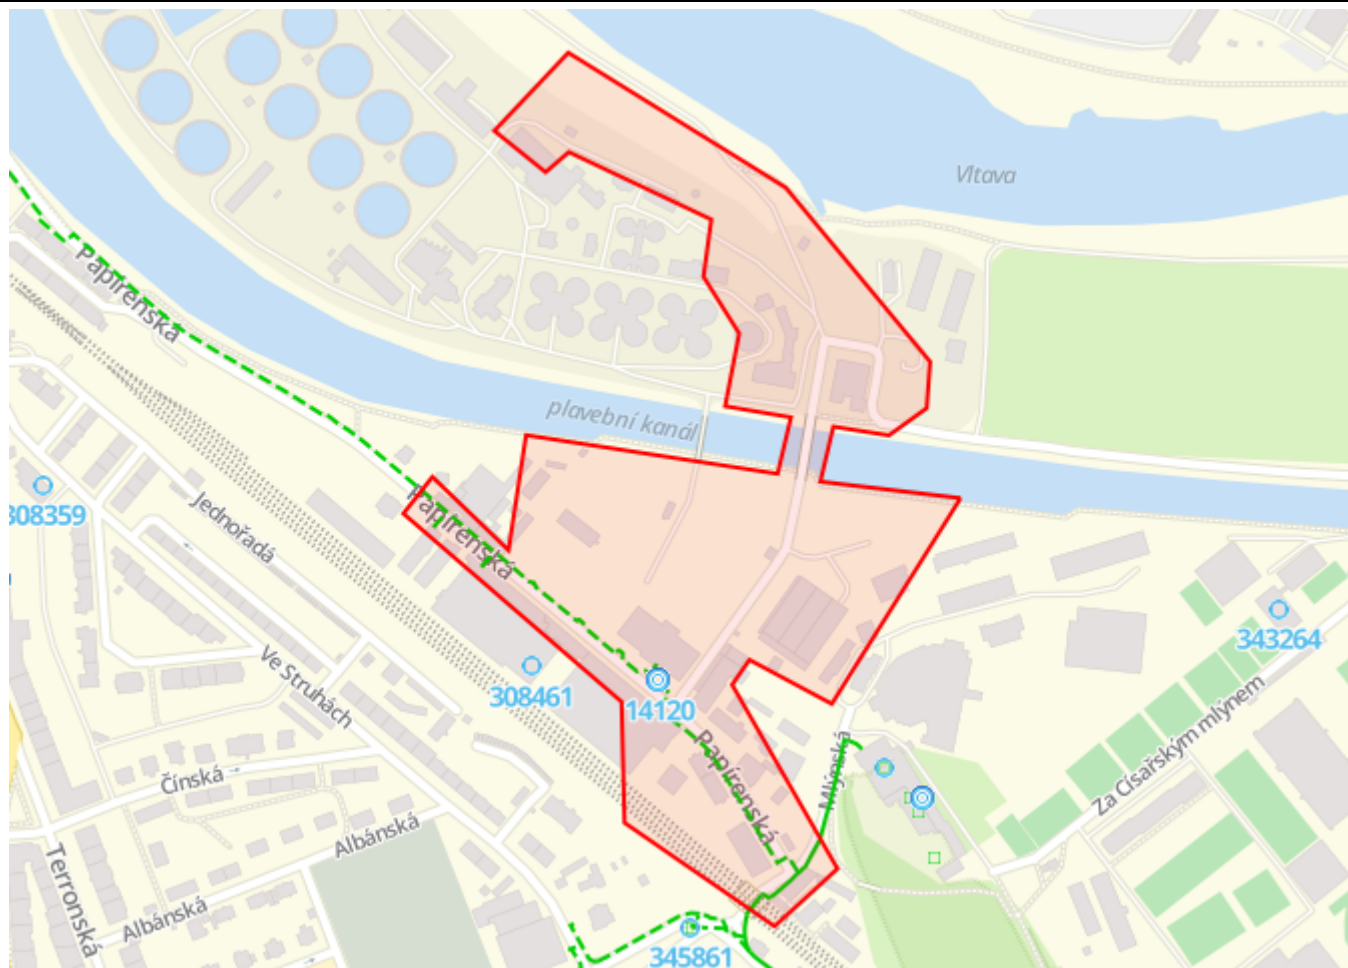 Vltava
Papírenská
plavební kanál
308359
Papírenská
Jednořadá
343264
Ve Struhách
308461
14120
Papírenská
Mlýnská
Za Císařským mlýnem
Čínská
Albánská
Terronská
Albánská
345861